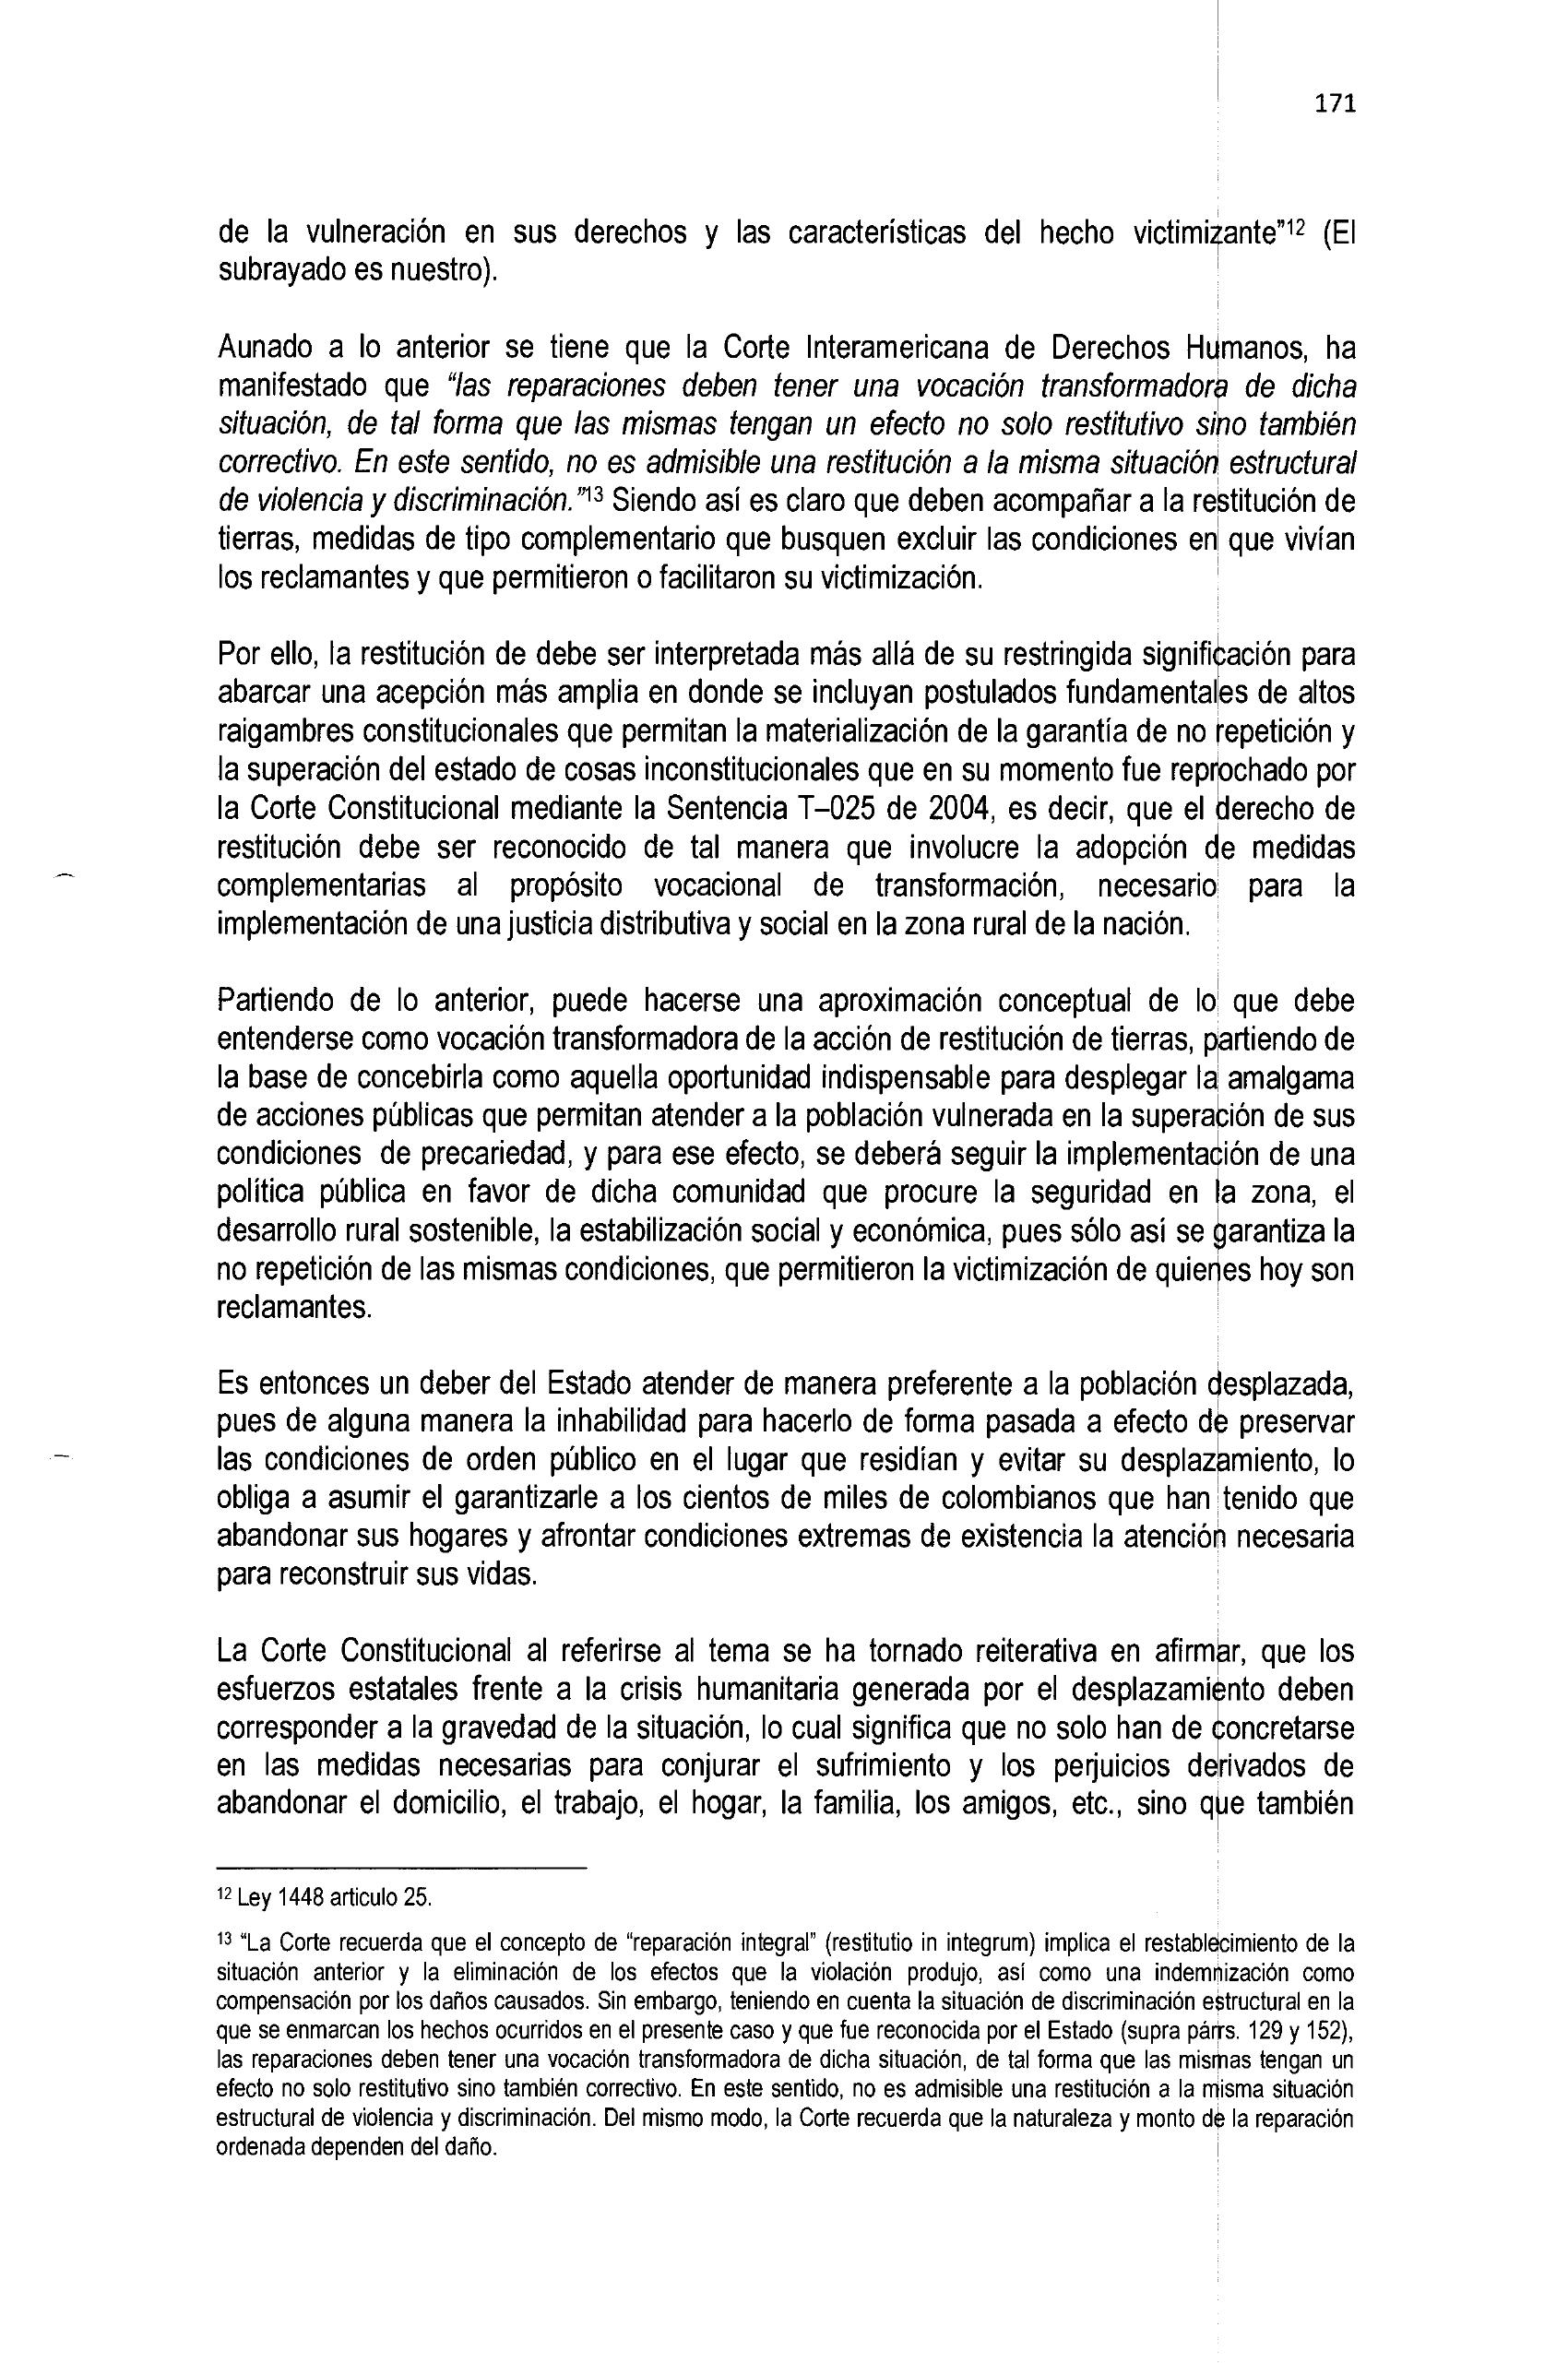 171
de la vulneración en sus derechos y las características del hecho victimizante”12 (El
subrayado es nuestro).
Aunado a lo anterior se tiene que la Corte Interamericana de Derechos Humanos, ha
manifestado que “las reparaciones deben tener una vocación transformadora de dicha
situación, de tal forma que las mismas tengan un efecto no solo restitutivo sino también
correctivo. En este sentido, no es admisible una restitución a la misma situación estructural
de violencia y discriminación.”13 Siendo así es claro que deben acompañar a la restitución de
tierras, medidas de tipo complementario que busquen excluir las condiciones en que vivían
los reclamantes y que permitieron o facilitaron su victimización.
Por ello, la restitución de debe ser interpretada más allá de su restringida significación para
abarcar una acepción más amplia en donde se incluyan postulados fundamentales de altos
raigambres constitucionales que permitan la materialización de la garantía de no repetición y
la superación del estado de cosas inconstitucionales que en su momento fue reprochado por
la Corte Constitucional mediante la Sentencia T–025 de 2004, es decir, que el derecho de
restitución debe ser reconocido de tal manera que involucre la adopción de medidas
complementarias al propósito vocacional de transformación, necesario para la
implementación de una justicia distributiva y social en la zona rural de la nación.
Partiendo de lo anterior, puede hacerse una aproximación conceptual de lo que debe
entenderse como vocación transformadora de la acción de restitución de tierras, partiendo de
la base de concebirla como aquella oportunidad indispensable para desplegar la amalgama
de acciones públicas que permitan atender a la población vulnerada en la superación de sus
condiciones de precariedad, y para ese efecto, se deberá seguir la implementación de una
política pública en favor de dicha comunidad que procure la seguridad en la zona, el
desarrollo rural sostenible, la estabilización social y económica, pues sólo así se garantiza la
no repetición de las mismas condiciones, que permitieron la victimización de quienes hoy son
reclamantes.
Es entonces un deber del Estado atender de manera preferente a la población desplazada,
pues de alguna manera la inhabilidad para hacerlo de forma pasada a efecto de preservar
las condiciones de orden público en el lugar que residían y evitar su desplazamiento, lo
obliga a asumir el garantizarle a los cientos de miles de colombianos que han tenido que
abandonar sus hogares y afrontar condiciones extremas de existencia la atención necesaria
para reconstruir sus vidas.
La Corte Constitucional al referirse al tema se ha tornado reiterativa en afirmar, que los
esfuerzos estatales frente a la crisis humanitaria generada por el desplazamiento deben
corresponder a la gravedad de la situación, lo cual significa que no solo han de concretarse
en las medidas necesarias para conjurar el sufrimiento y los perjuicios derivados de
abandonar el domicilio, el trabajo, el hogar, la familia, los amigos, etc., sino que también
12 Ley 1448 articulo 25.
13 “La Corte recuerda que el concepto de “reparación integral” (restitutio in integrum) implica el restablecimiento de la
situación anterior y la eliminación de los efectos que la violación produjo, así como una indemnización como
compensación por los daños causados. Sin embargo, teniendo en cuenta la situación de discriminación estructural en la
que se enmarcan los hechos ocurridos en el presente caso y que fue reconocida por el Estado (supra párrs. 129 y 152),
las reparaciones deben tener una vocación transformadora de dicha situación, de tal forma que las mismas tengan un
efecto no solo restitutivo sino también correctivo. En este sentido, no es admisible una restitución a la misma situación
estructural de violencia y discriminación. Del mismo modo, la Corte recuerda que la naturaleza y monto de la reparación
ordenada dependen del daño.